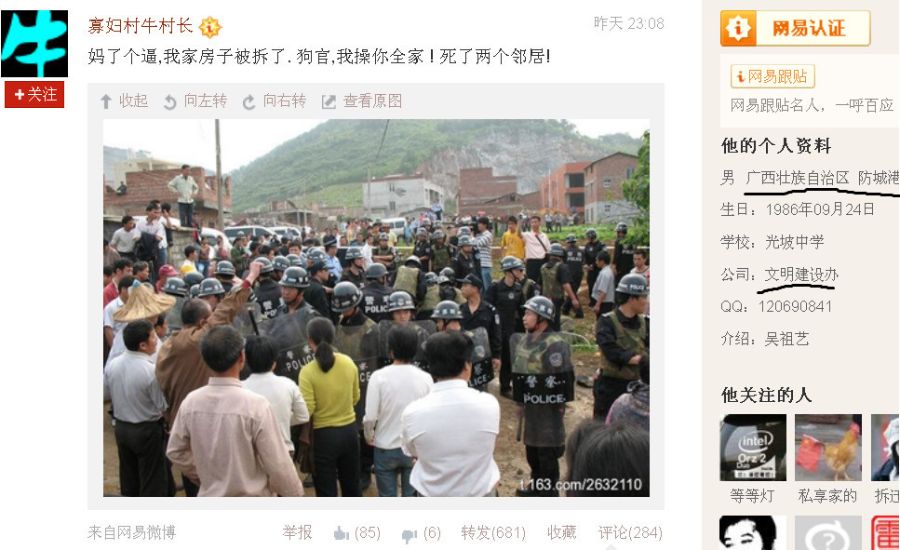 牛
+关注
寡妇村牛村长
昨天 23:08
妈了个逼,我家房子被拆了. 狗官,我操你全家！死了两个邻居!
收起 向左转 向右转 查看原图
警察
POLICE
POLICE
警察
POLICE
t.163.com/2632110
来自网易微博
举报 (85) (6) 转发(681) 收藏 评论(284)
网易认证
网易跟贴
网易跟贴名人，一呼百应
他的个人资料
男 广西壮族自治区 防城港
生日：1986年09月24日
学校：光坡中学
公司：文明建设办
QQ：120690841
介绍：吴祖艺
他关注的人
intel
Orz 2
Duo
等等灯
私享家的
拆迁